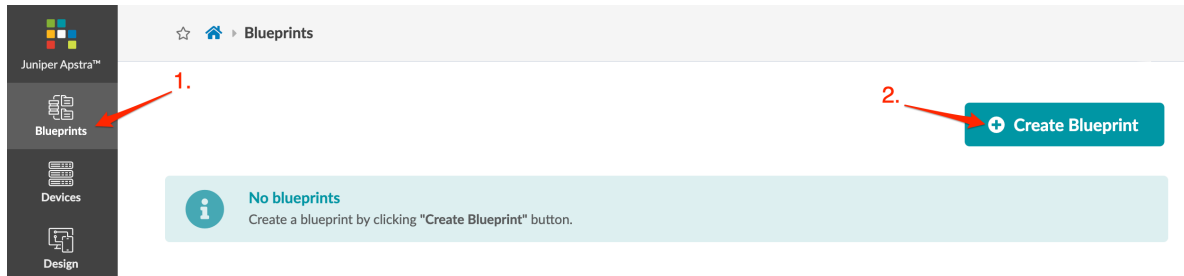 Juniper Apstra™
Blueprints
Devices
Design
Blueprints
1.
2.
Create Blueprint
No blueprints
Create a blueprint by clicking "Create Blueprint" button.